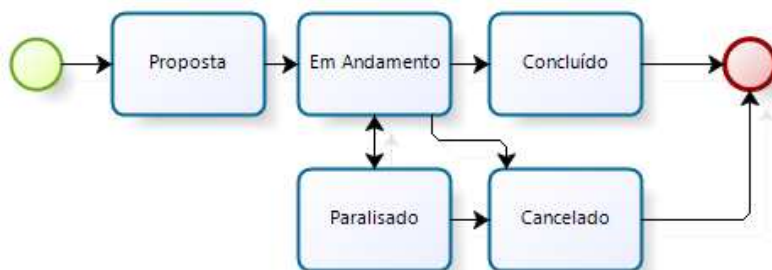 Proposta
Em Andamento
Concluído
Paralisado
Cancelado